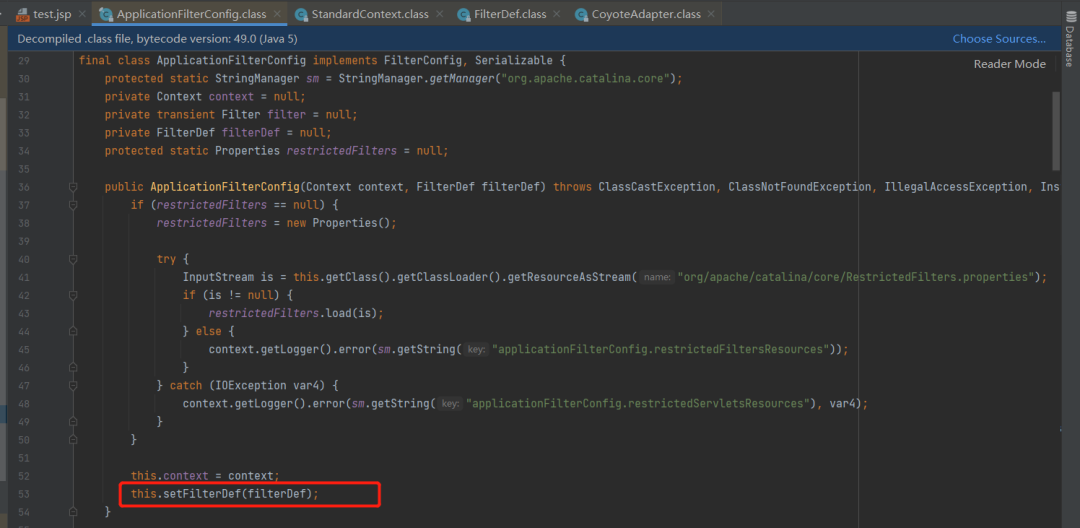 test.jsp ApplicationFilterConfig.class StandardContext.class FilterDef.class CoyoteAdapter.class
Decompiled .class file, bytecode version: 49.0 (Java 5) Choose Sources...
Reader Mode
Database
29 final class ApplicationFilterConfig implements FilterConfig, Serializable {
30 protected static StringManager sm = StringManager.getManager("org.apache.catalina.core");
31 private Context context = null;
32 private transient Filter filter = null;
33 private FilterDef filterDef = null;
34 protected static Properties restrictedFilters = null;
35
36 public ApplicationFilterConfig(Context context, FilterDef filterDef) throws ClassCastException, ClassNotFoundException, IllegalAccessException, Ins
37 if (restrictedFilters == null) {
38 restrictedFilters = new Properties();
39
40 try {
41 InputStream is = this.getClass().getClassLoader().getResourceAsStream( name: "org/apache/catalina/core/RestrictedFilters.properties");
42 if (is != null) {
43 restrictedFilters.load(is);
44 } else {
45 context.getLogger().error(sm.getString( key: "applicationFilterConfig.restrictedFiltersResources"));
46 }
47 } catch (IOException var4) {
48 context.getLogger().error(sm.getString( key: "applicationFilterConfig.restrictedServletsResources"), var4);
49 }
50 }
51
52 this.context = context;
53 this.setFilterDef(filterDef);
54 }